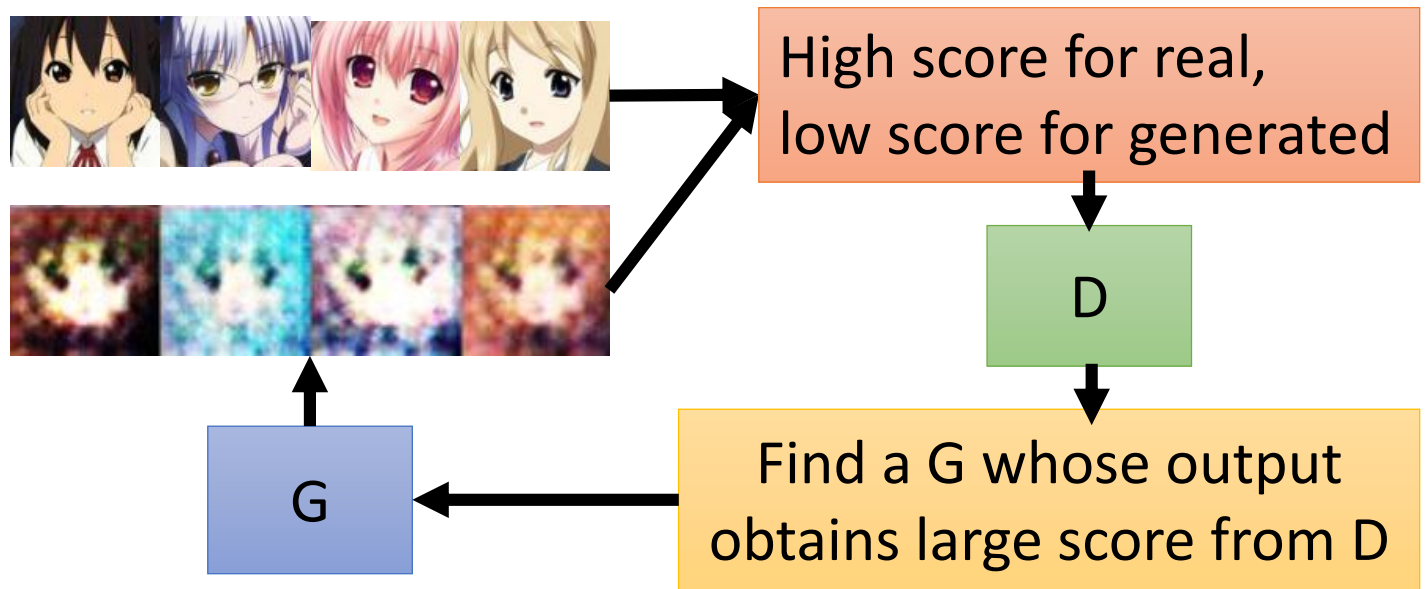 High score for real,
low score for generated
D
Find a G whose output
obtains large score from D
G